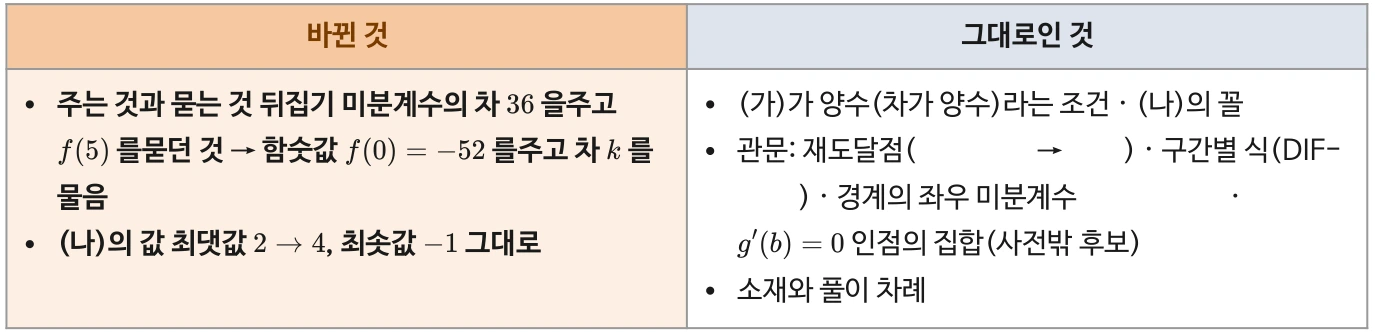 바뀐 것
• 주는 것과 묻는 것 뒤집기 미분계수의 차 36 을주고
f(5) 를묻던 것 → 함숫값 f(0) = −52 를주고 차 k 를
물음
• (나)의 값 최댓값 2 → 4, 최솟값 −1 그대로
그대로인 것
• (가)가 양수(차가 양수)라는 조건 · (나)의 꼴
• 관문: 재도달점( → ) · 구간별 식(DIF-
) · 경계의 좌우 미분계수 ·
g′(b) = 0 인점의 집합(사전밖 후보)
• 소재와 풀이 차례